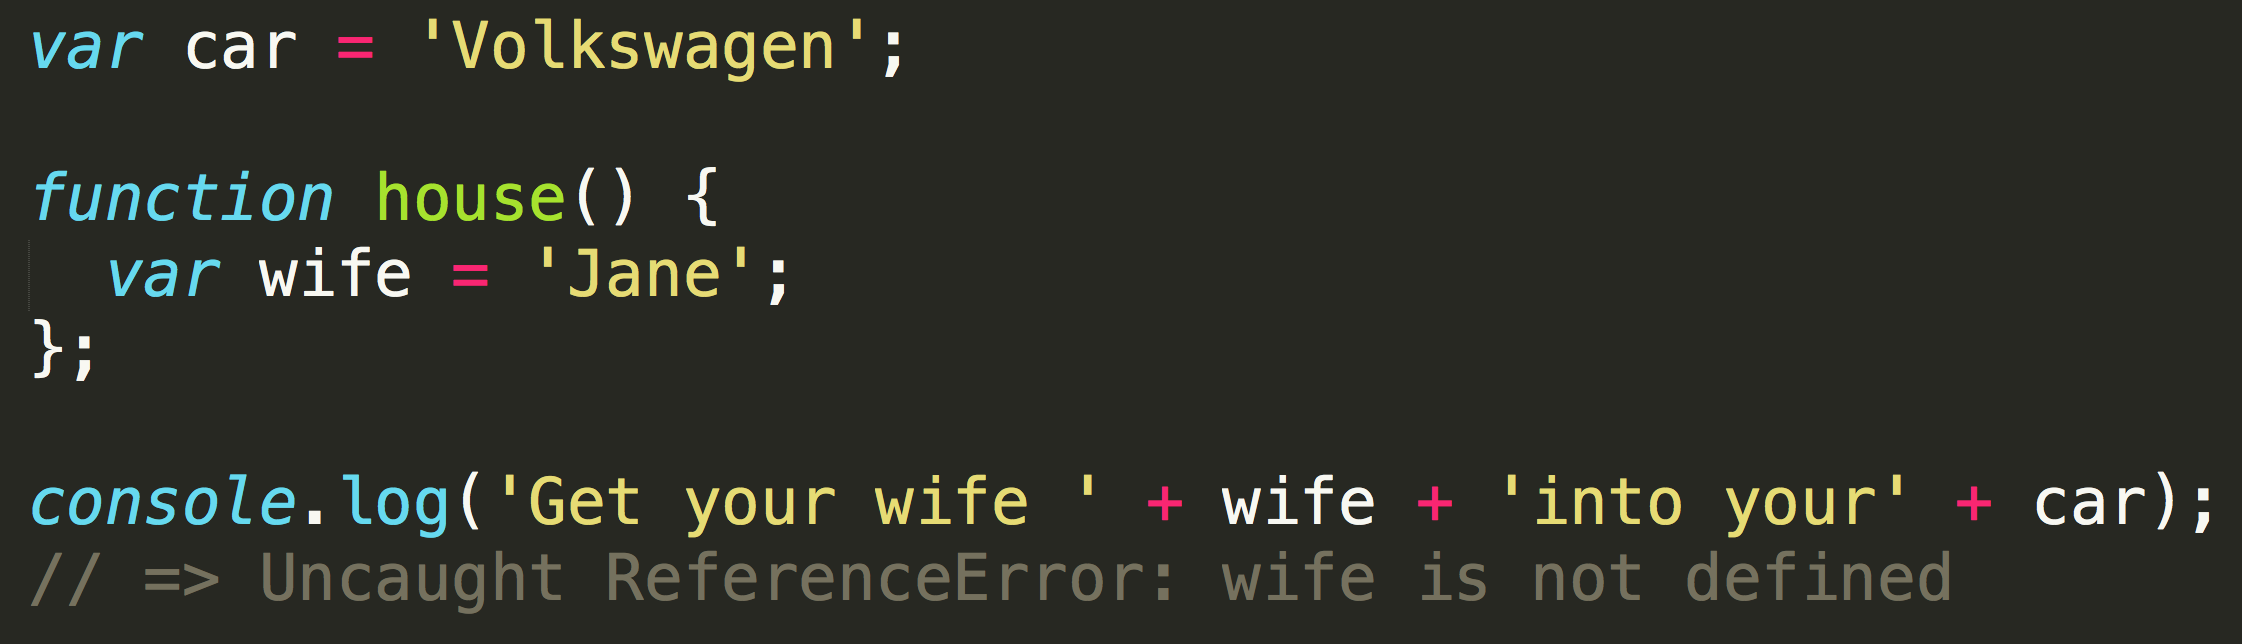 var car = 'Volkswagen';
function house() {
  var wife = 'Jane';
};
console.log('Get your wife ' + wife + 'into your' + car);
// => Uncaught ReferenceError: wife is not defined